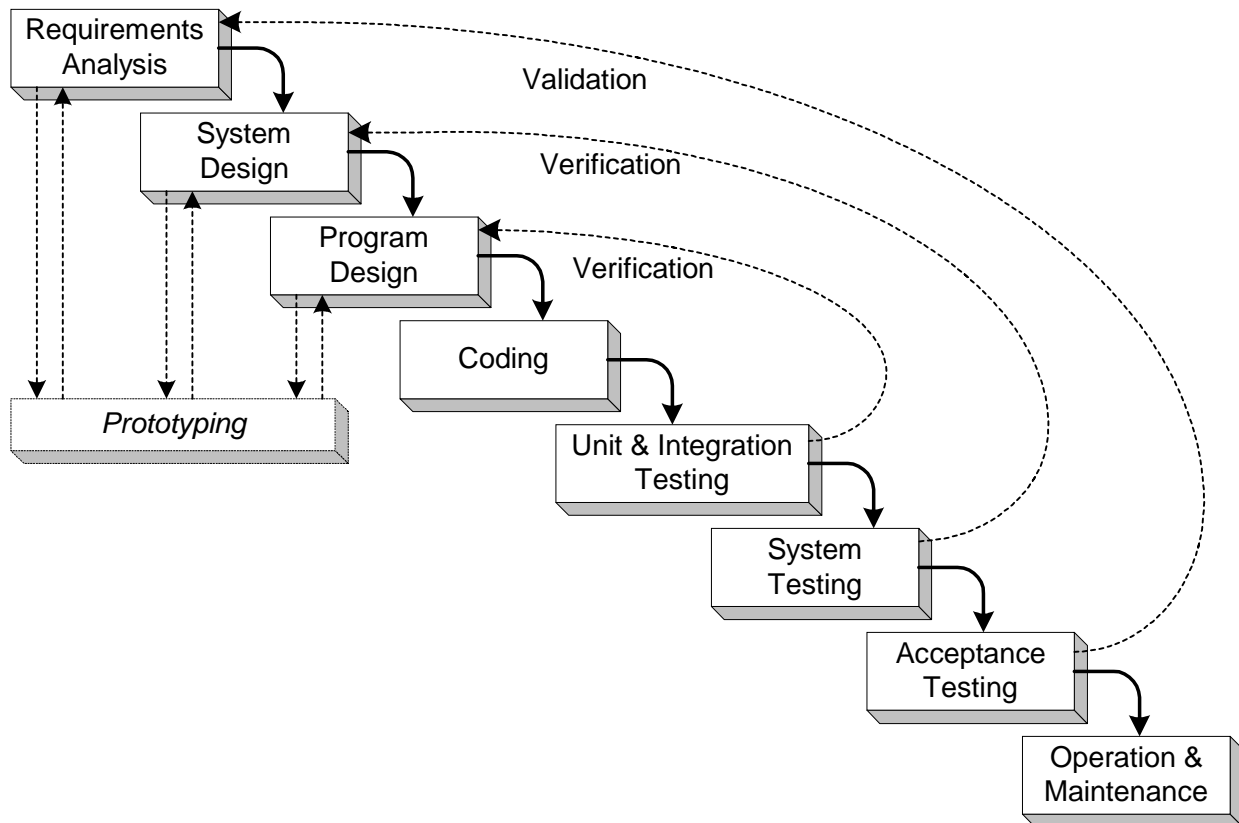 Requirements
Analysis
Validation
System
Design
Verification
Program
Design
Verification
Coding
Prototyping
Unit & Integration
Testing
System
Testing
Acceptance
Testing
Operation &
Maintenance